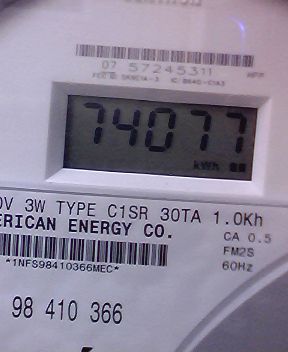 07 57245311
74077
kWh
0V 3W TYPE C1SR 30TA 1.0Kh
ERICAN ENERGY CO.
CA 0.5
FM2S
*1NFS98410366MEC*
60Hz
98 410 366